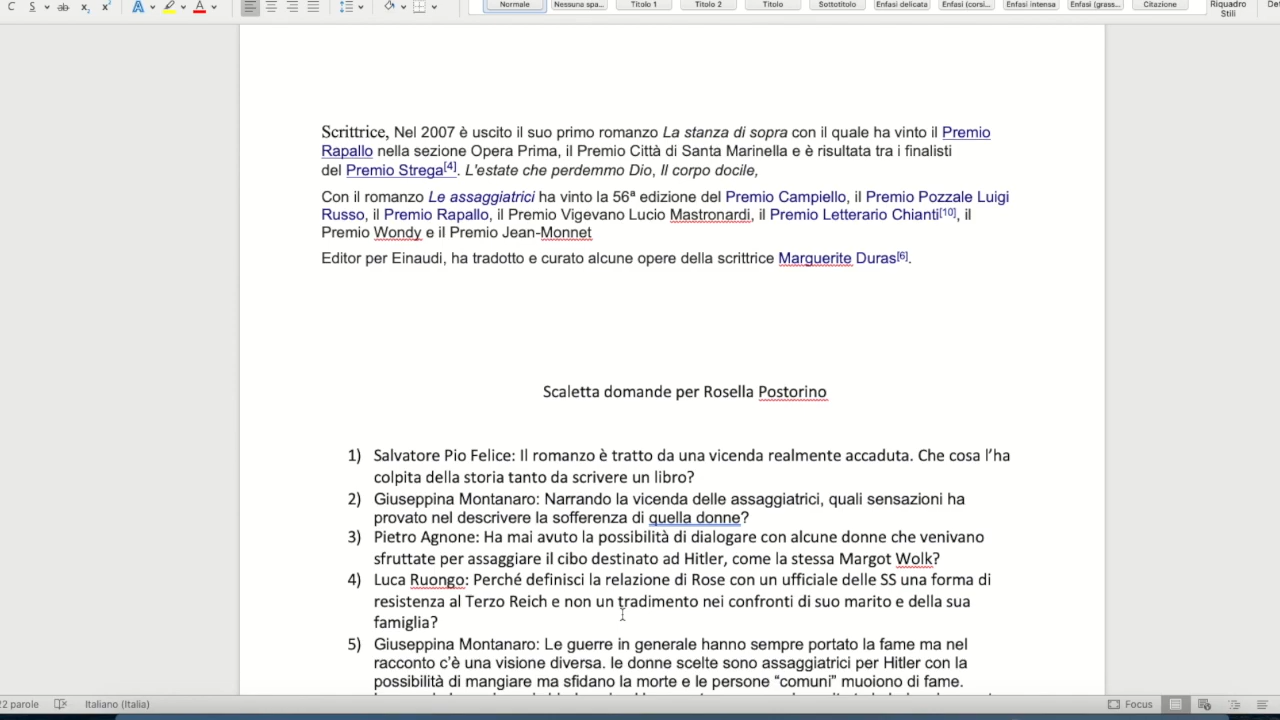 Normale
Nessuna spa...
Titolo 1
Titolo 2
Titolo
Sottotitolo
Enfasi delicata
Enfasi (corsi...
Enfasi intensa
Enfasi (grass...
Citazione
Riquadro
Stili
Scrittrice, Nel 2007 è uscito il suo primo romanzo La stanza di sopra con il quale ha vinto il Premio
Rapallo nella sezione Opera Prima, il Premio Città di Santa Marinella e è risultata tra i finalisti
del Premio Strega[4]. L'estate che perdemmo Dio, Il corpo docile,
Con il romanzo Le assaggiatrici ha vinto la 56ª edizione del Premio Campiello, il Premio Pozzale Luigi
Russo, il Premio Rapallo, il Premio Vigevano Lucio Mastronardi, il Premio Letterario Chianti[10], il
Premio Wondy e il Premio Jean-Monnet
Editor per Einaudi, ha tradotto e curato alcune opere della scrittrice Marguerite Duras[6].
Scaletta domande per Rosella Postorino
1) Salvatore Pio Felice: Il romanzo è tratto da una vicenda realmente accaduta. Che cosa l'ha
colpita della storia tanto da scrivere un libro?
2) Giuseppina Montanaro: Narrando la vicenda delle assaggiatrici, quali sensazioni ha
provato nel descrivere la sofferenza di quella donne?
3) Pietro Agnone: Ha mai avuto la possibilità di dialogare con alcune donne che venivano
sfruttate per assaggiare il cibo destinato ad Hitler, come la stessa Margot Wolk?
4) Luca Ruongo: Perché definisci la relazione di Rose con un ufficiale delle SS una forma di
resistenza al Terzo Reich e non un tradimento nei confronti di suo marito e della sua
famiglia?
5) Giuseppina Montanaro: Le guerre in generale hanno sempre portato la fame ma nel
racconto c'è una visione diversa. le donne scelte sono assaggiatrici per Hitler con la
possibilità di mangiare ma sfidano la morte e le persone “comuni” muoiono di fame.
2 parole
Italiano (Italia)
Focus